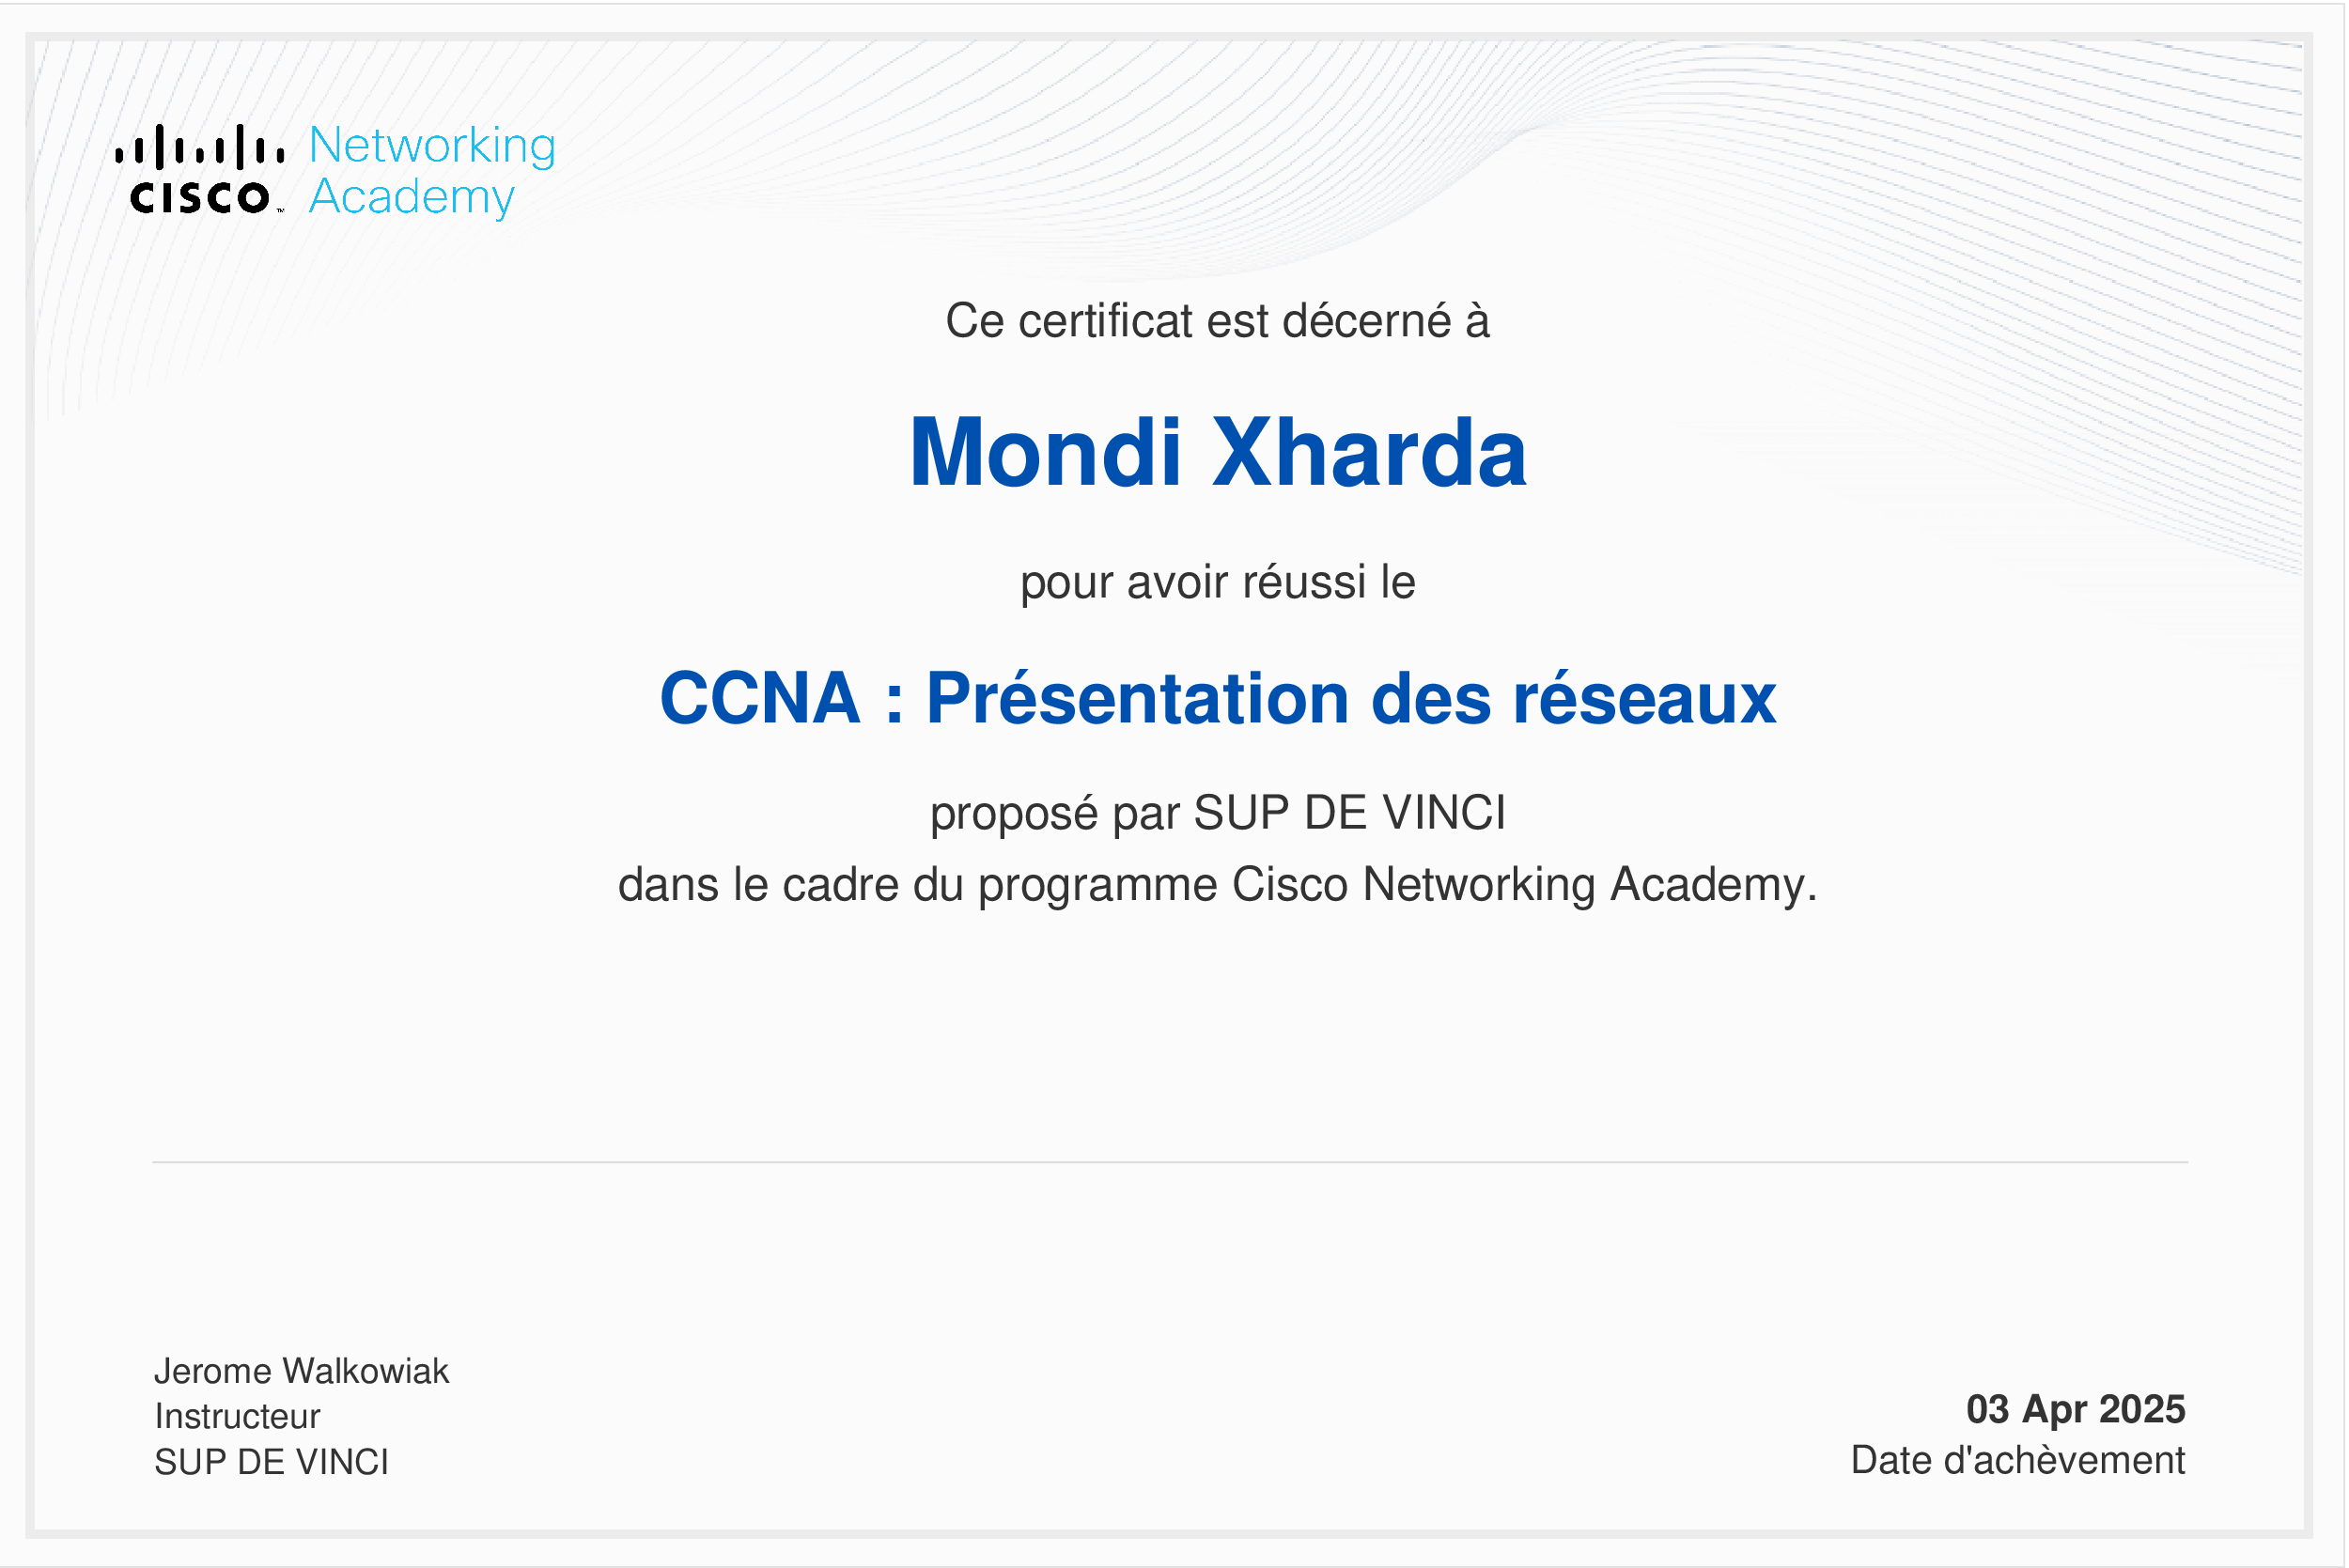 Networking
CISCO™ Academy
Ce certificat est décerné à
Mondi Xharda
pour avoir réussi le
CCNA : Présentation des réseaux
proposé par SUP DE VINCI
dans le cadre du programme Cisco Networking Academy.
Jerome Walkowiak
Instructeur
SUP DE VINCI
03 Apr 2025
Date d'achèvement